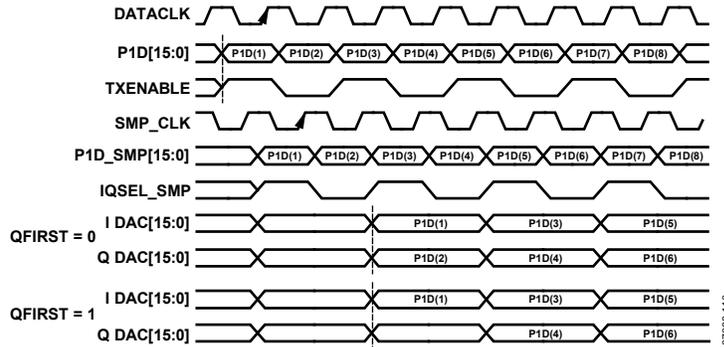 DATACLK
P1D[15:0] P1D(1) P1D(2) P1D(3) P1D(4) P1D(5) P1D(6) P1D(7) P1D(8)
TXENABLE
SMP_CLK
P1D_SMP[15:0] P1D(1) P1D(2) P1D(3) P1D(4) P1D(5) P1D(6) P1D(7) P1D(8)
IQSEL_SMP
QFIRST = 0
I DAC[15:0] P1D(1) P1D(3) P1D(5)
Q DAC[15:0] P1D(2) P1D(4) P1D(6)
QFIRST = 1
I DAC[15:0] P1D(1) P1D(3) P1D(5)
Q DAC[15:0] P1D(4) P1D(6)